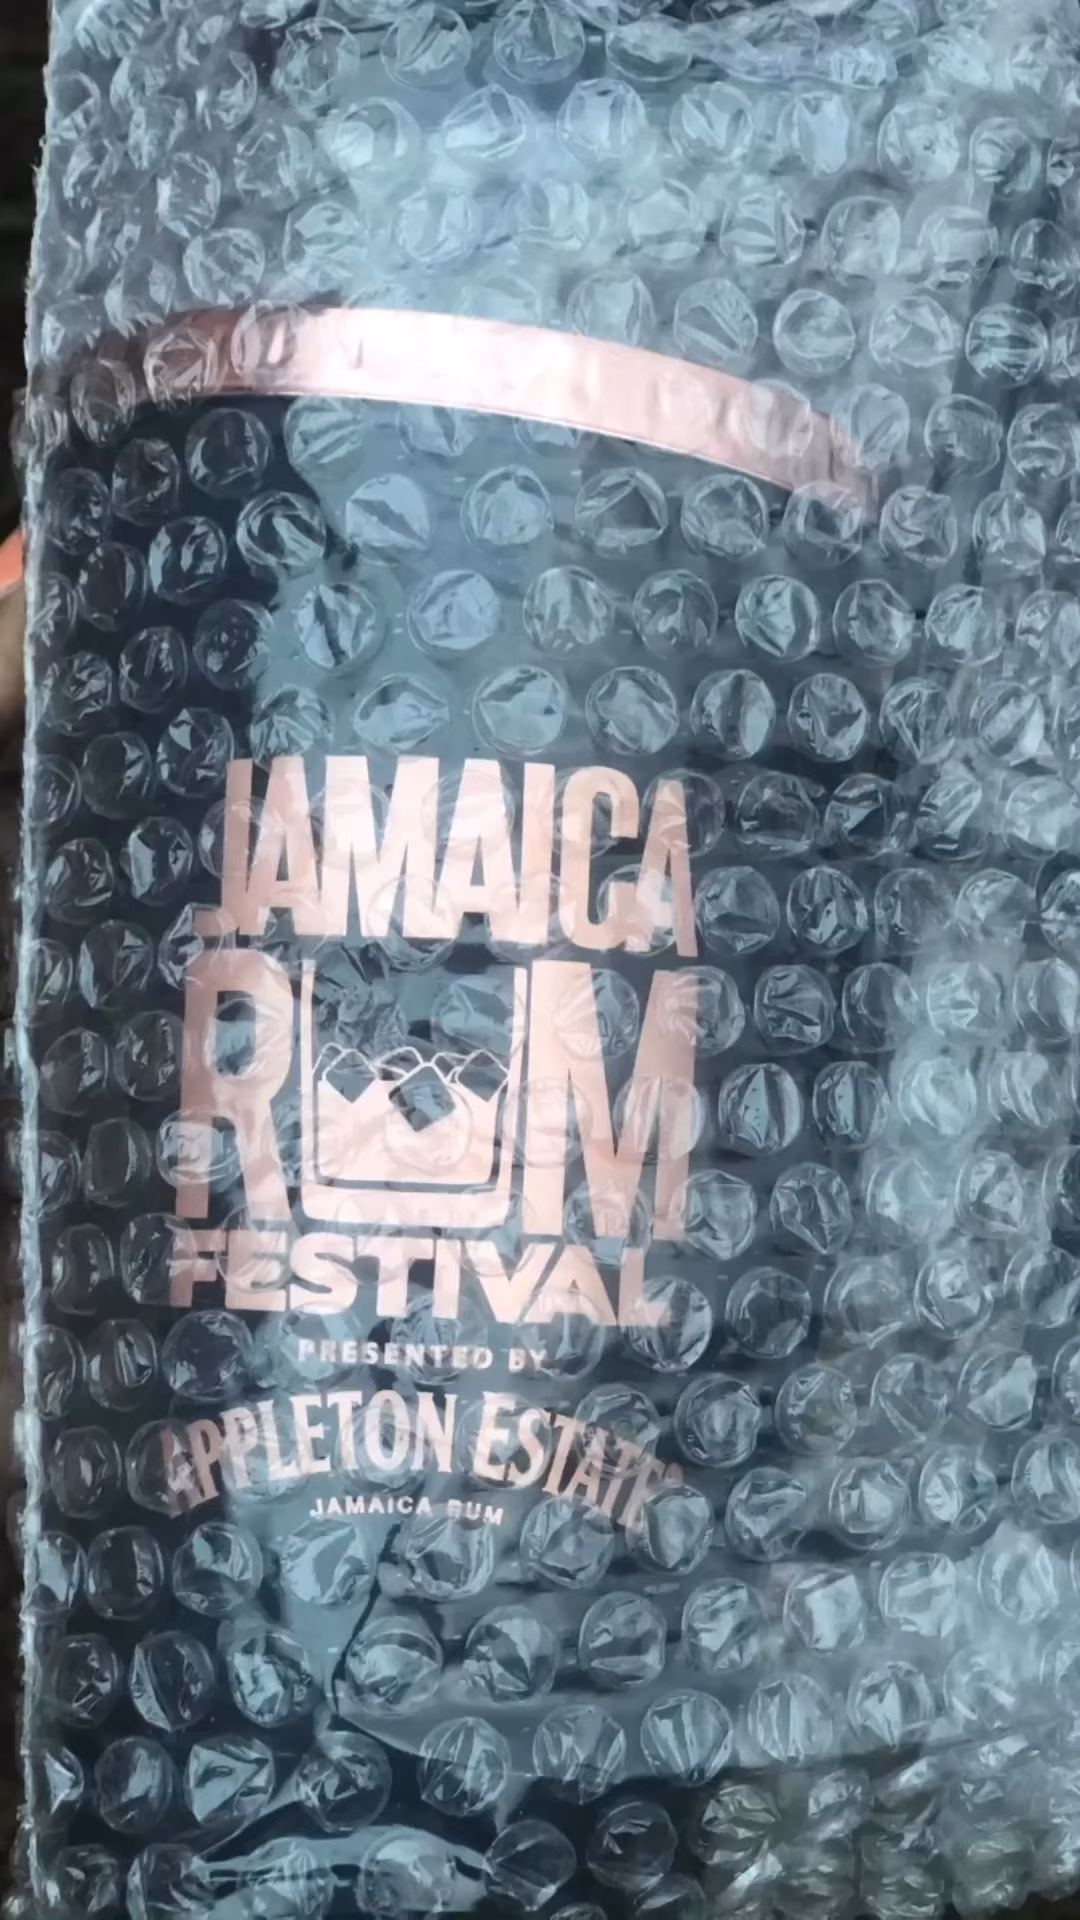 JAMAICA
RUM
FESTIVAL
PRESENTED BY
APPLETON ESTATE
JAMAICA RUM